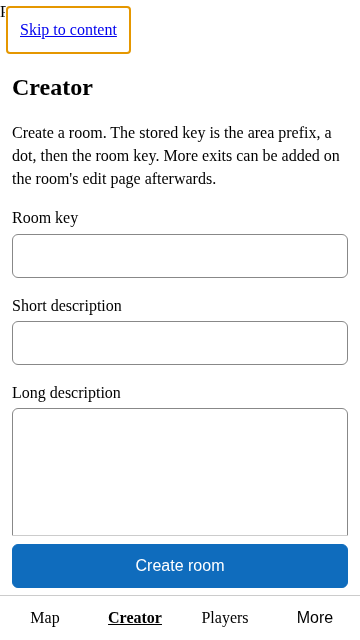 Skip to content
Creator
Create a room. The stored key is the area prefix, a
dot, then the room key. More exits can be added on
the room's edit page afterwards.
Room key
Short description
Long description
Create room
Map Creator Players More